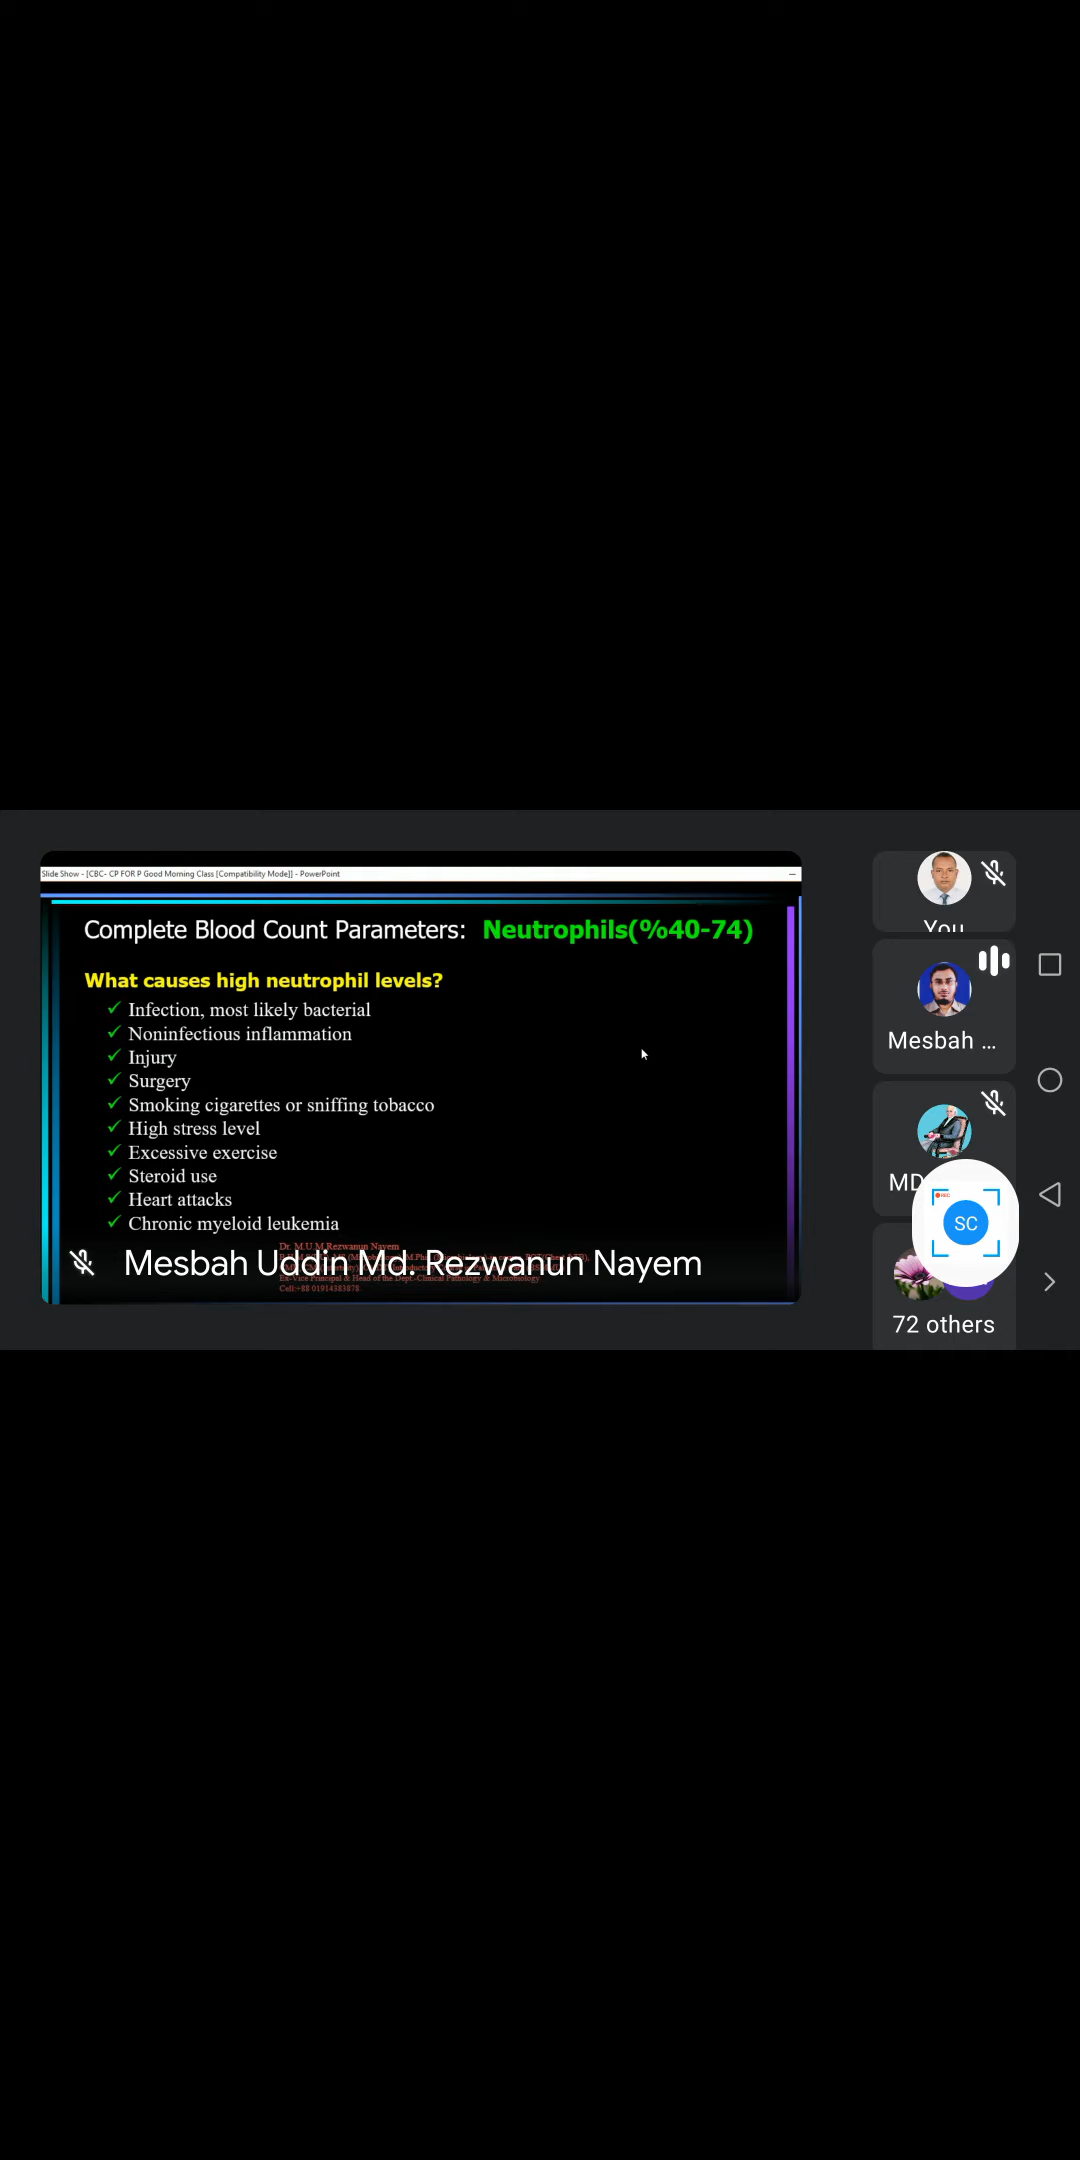 Slide Show - [CBC- CP FOR P Good Morning Class [Compatibility Mode]] - PowerPoint
Complete Blood Count Parameters: Neutrophils(%40-74)
What causes high neutrophil levels?
✓ Infection, most likely bacterial
✓ Noninfectious inflammation
✓ Injury
✓ Surgery
✓ Smoking cigarettes or sniffing tobacco
✓ High stress level
✓ Excessive exercise
✓ Steroid use
✓ Heart attacks
✓ Chronic myeloid leukemia
Dr. M.U.M.Rezwanun Nayem
Mesbah Uddin Md. Rezwanun Nayem
Ex-Vice Principal & Head of the Dept.-Clinical Pathology & Microbiology
Cell:+88 01914383878
You
Mesbah ...
MD
REC
SC
72 others